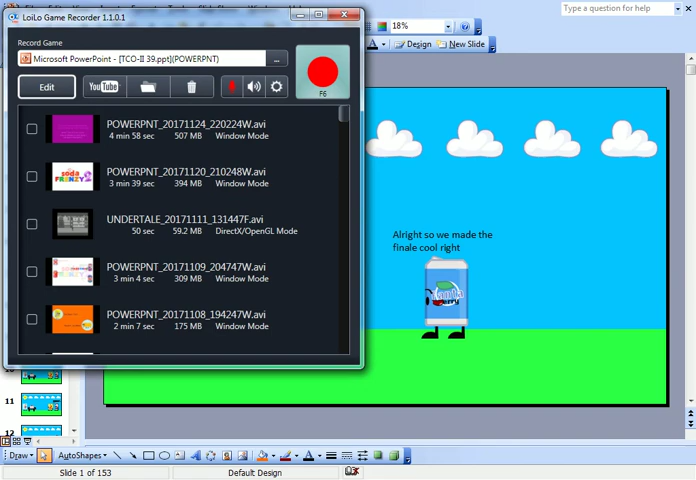 LoiLo Game Recorder 1.1.0.1
Record Game
Microsoft PowerPoint - [TCO-II 39.ppt](POWERPNT)
...
F6
Edit
YouTube
POWERPNT_20171124_220224W.avi
4 min 58 sec 507 MB Window Mode
POWERPNT_20171120_210248W.avi
3 min 39 sec 394 MB Window Mode
UNDERTALE_20171111_131447F.avi
50 sec 59.2 MB DirectX/OpenGL Mode
POWERPNT_20171109_204747W.avi
3 min 4 sec 309 MB Window Mode
POWERPNT_20171108_194247W.avi
2 min 7 sec 175 MB Window Mode
Type a question for help
18%
Design New Slide
Alright so we made the
finale cool right
11
12
Draw AutoShapes
Slide 1 of 153 Default Design